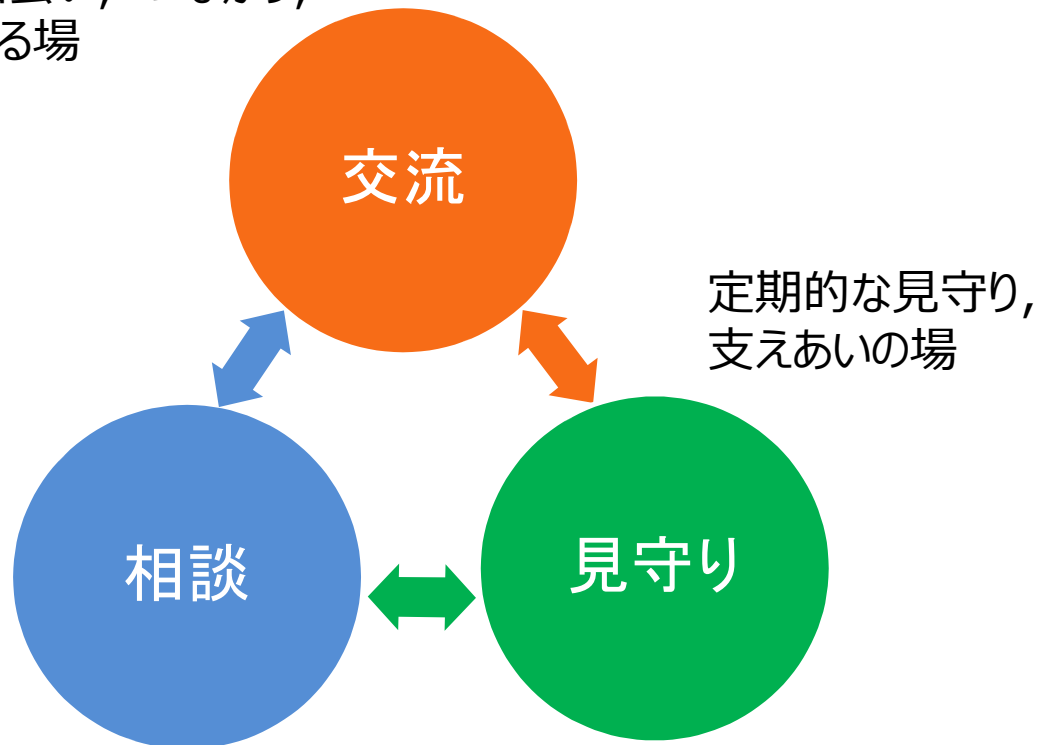 る場
交流
定期的な見守り,
支えあいの場
相談
見守り